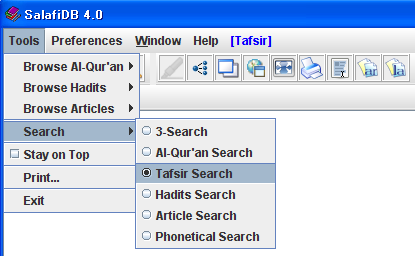 SalafiDB 4.0
Tools Preferences Window Help [Tafsir]
Browse Al-Qur'an
Browse Hadits
Browse Articles
Search
Stay on Top
Print...
Exit
3-Search
Al-Qur'an Search
Tafsir Search
Hadits Search
Article Search
Phonetical Search